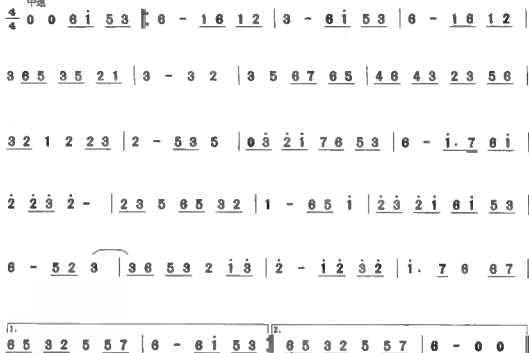 中速
4/4 0 0 6 i̇ 5 3 ‖: 6 - 1 6 1 2 | 3 - 6 i̇ 5 3 | 6 - 1 6 1 2 |
3 6 5 3 5 2 1 | 3 - 3 2 | 3 5 6 7 6 5 | 4 6 4 3 2 3 5 6 |
3 2 1 2 2 3 | 2 - 5 3 5 | 0 3̇ 2̇ i̇ 7 6 5 3 | 6 - i̇. 7 6 i̇ |
2̇ 2̇ 3̇ 2̇ - | 2 3 5 6 5 3 2 | 1 - 6 5 i̇ | 2̇ 3̇ 2̇ i̇ 6 i̇ 5 3 |
6 - 5 2 3 | 3 6 5 3 2 i̇ 3̇ | 2̇ - i̇ 2̇ 3̇ 2̇ | i̇. 7 6 6 7 |
1. 2.
6 5 3 2 5 5 7 | 6 - 6 i̇ 5 3 :‖ 6 5 3 2 5 5 7 | 6 - 0 0 ‖